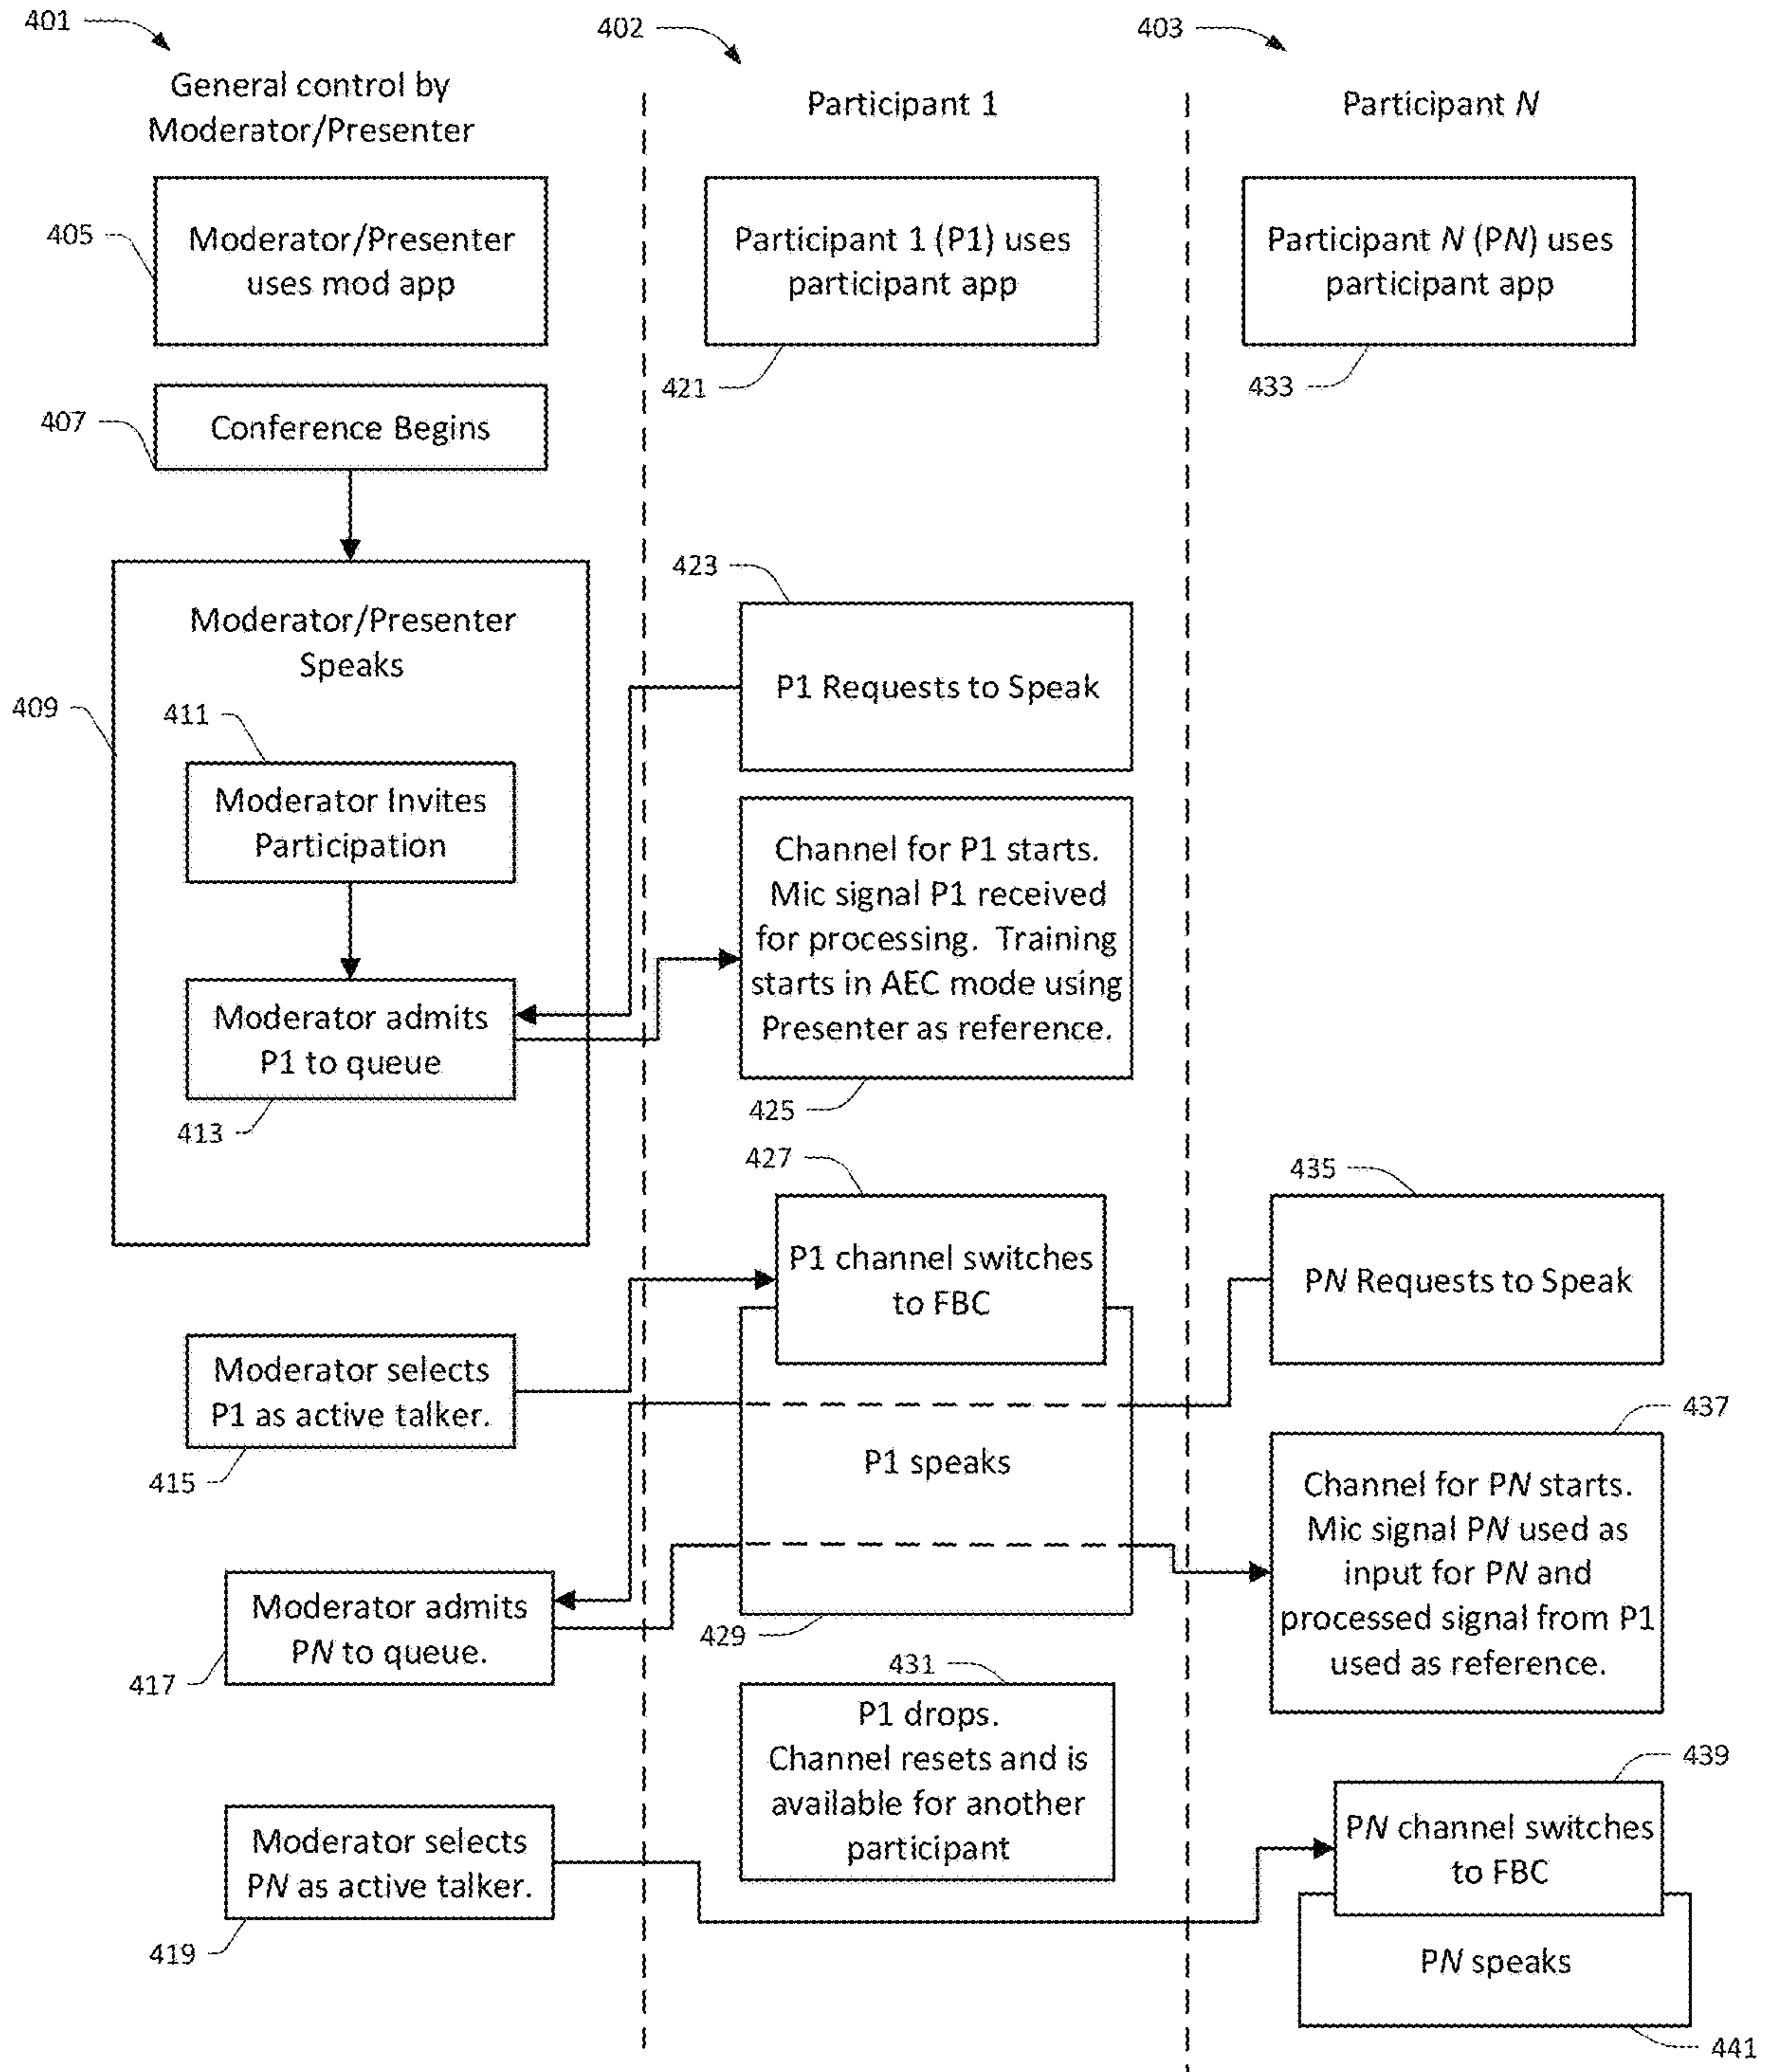 401
General control by
Moderator/Presenter
405
Moderator/Presenter
uses mod app
407
Conference Begins
409
Moderator/Presenter
Speaks
411
Moderator Invites
Participation
Moderator admits
P1 to queue
413
Moderator selects
P1 as active talker.
415
Moderator admits
PN to queue.
417
Moderator selects
PN as active talker.
419
402
Participant 1
Participant 1 (P1) uses
participant app
421
423
P1 Requests to Speak
Channel for P1 starts.
Mic signal P1 received
for processing. Training
starts in AEC mode using
Presenter as reference.
425
427
P1 channel switches
to FBC
P1 speaks
429
431
P1 drops.
Channel resets and is
available for another
participant
403
Participant N
Participant N (PN) uses
participant app
433
435
PN Requests to Speak
437
Channel for PN starts.
Mic signal PN used as
input for PN and
processed signal from P1
used as reference.
439
PN channel switches
to FBC
PN speaks
441